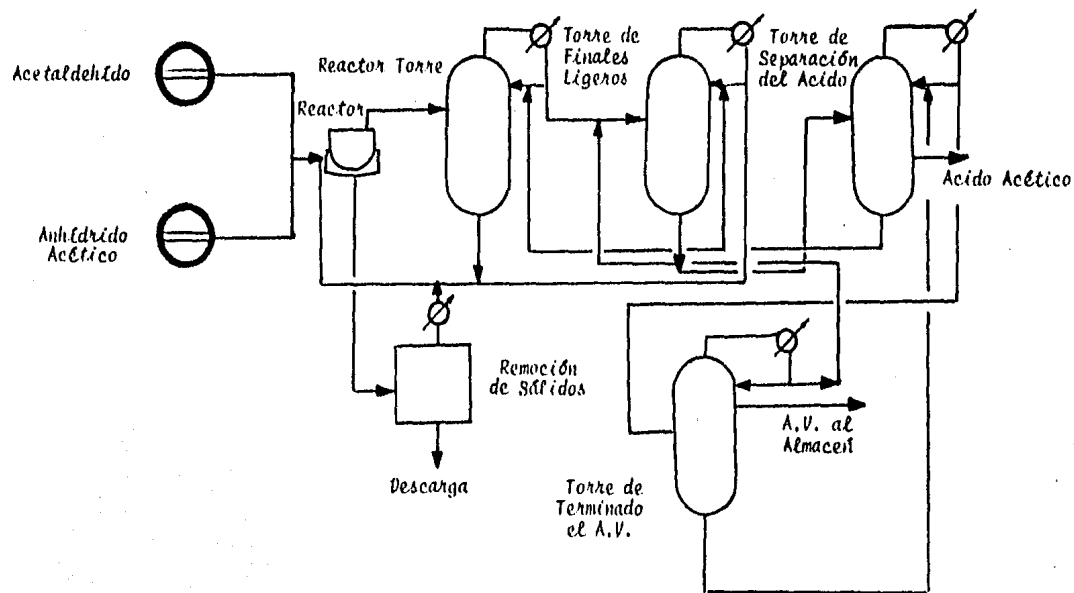 Acetaldehído
Anhídrido
Acético
Reactor
Reactor Torre
Torre de
Finales
Ligeros
Torre de
Separación
del Acido
Acido Acético
Remoción
de Sólidos
Descarga
Torre de
Terminado
el A.V.
A.V. al
Almacen